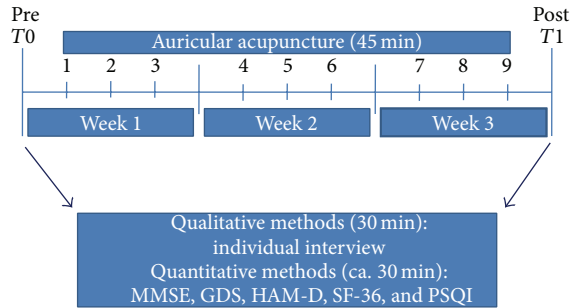 Pre
T0
Post
T1
Auricular acupuncture (45 min)
1 2 3 4 5 6 7 8 9
Week 1 Week 2 Week 3
Qualitative methods (30 min):
individual interview
Quantitative methods (ca. 30 min):
MMSE, GDS, HAM-D, SF-36, and PSQI